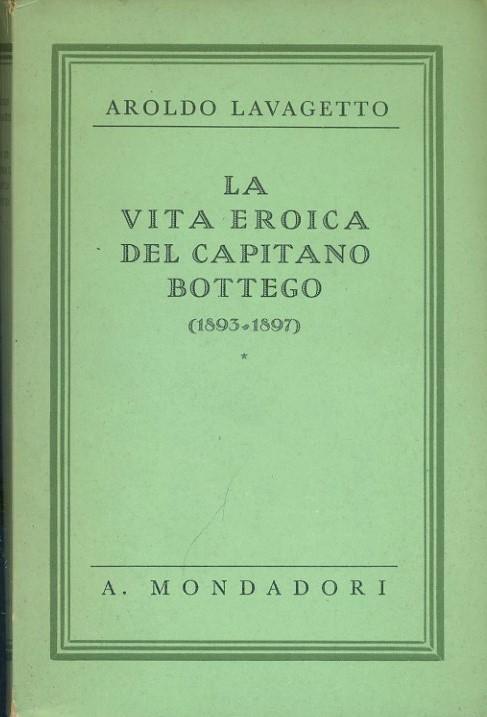 AROLDO LAVAGETTO
LA
VITA EROICA
DEL CAPITANO
BOTTEGO
(1893-1897)
*
A. MONDADORI